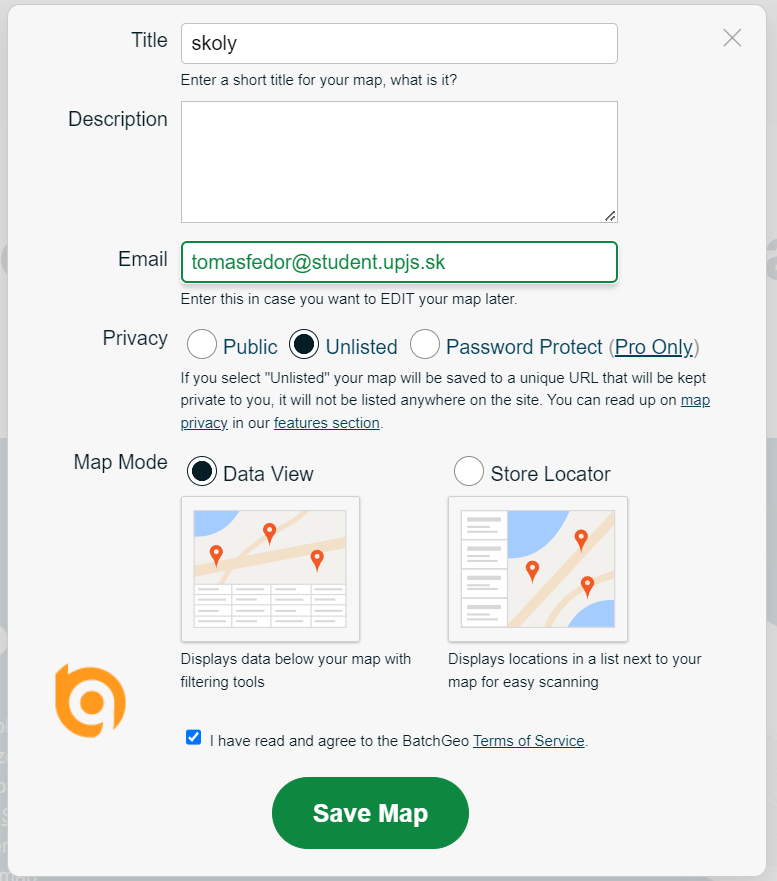 Title
skoly
Enter a short title for your map, what is it?
Description
Email
tomasfedor@student.upjs.sk
Enter this in case you want to EDIT your map later.
Privacy
Public Unlisted Password Protect (Pro Only)
If you select "Unlisted" your map will be saved to a unique URL that will be kept
private to you, it will not be listed anywhere on the site. You can read up on map
privacy in our features section.
Map Mode
Data View
Store Locator
Displays data below your map with
filtering tools
Displays locations in a list next to your
map for easy scanning
I have read and agree to the BatchGeo Terms of Service.
Save Map